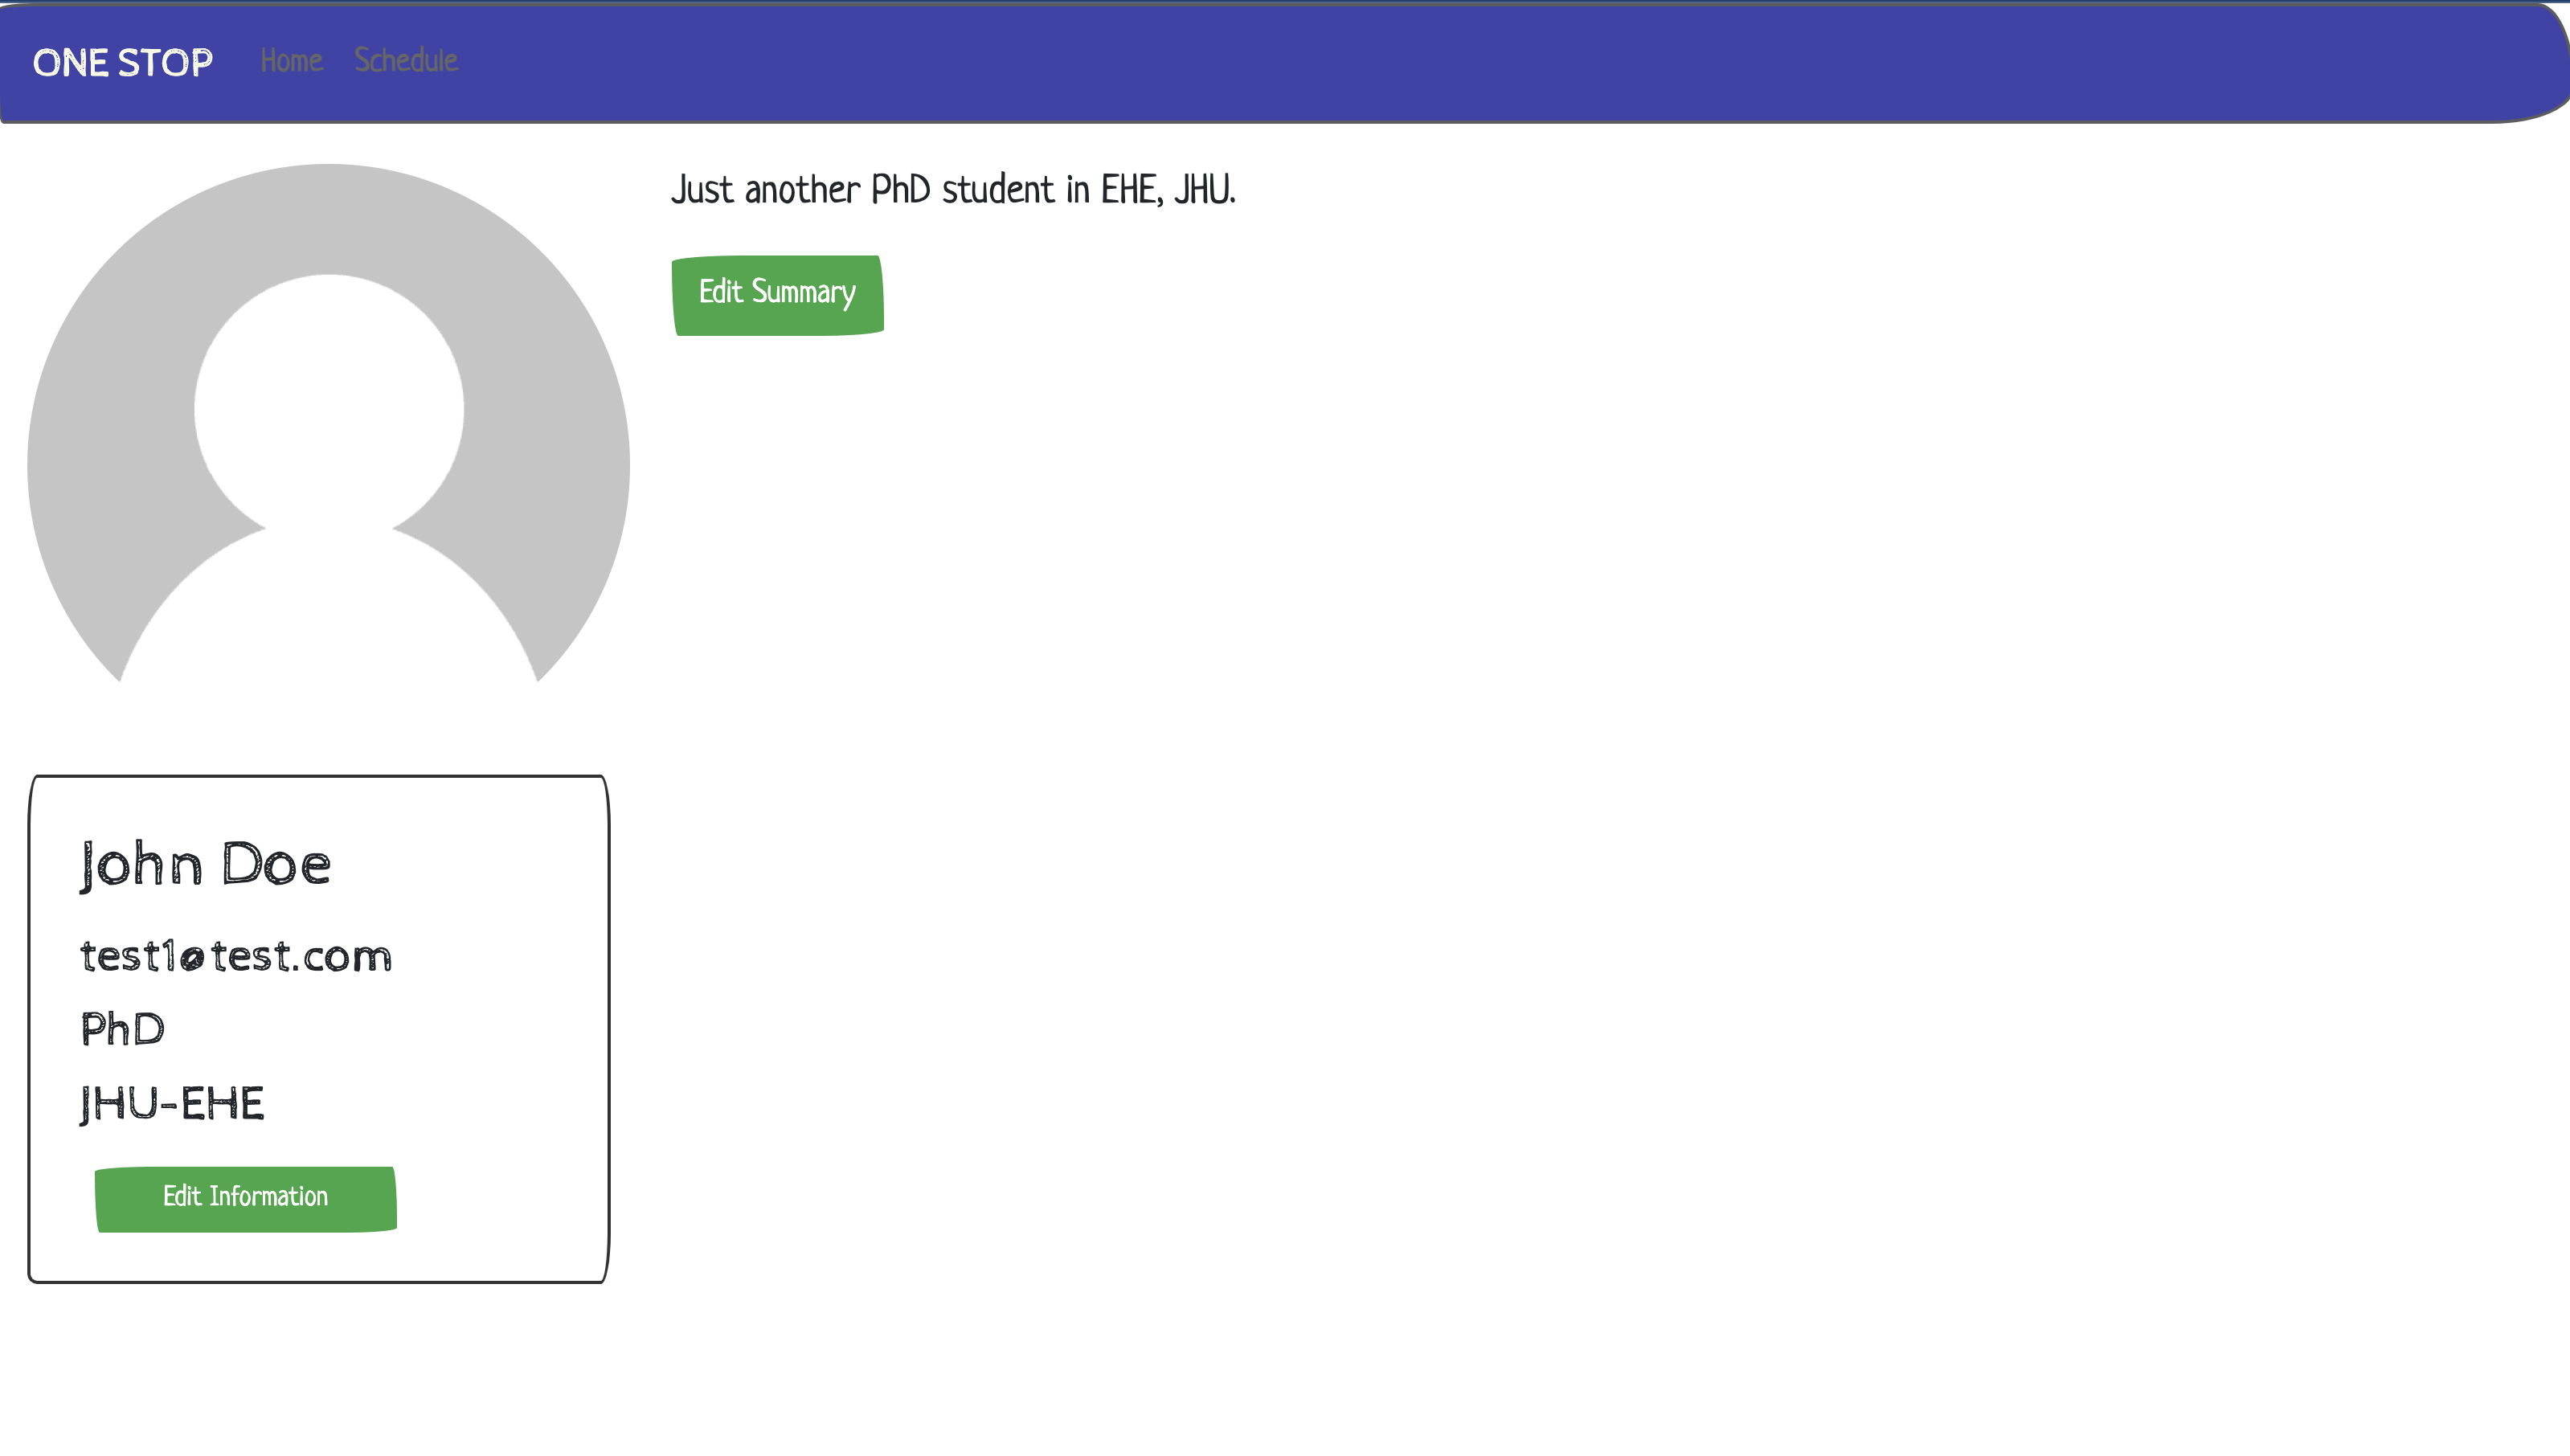 ONE STOP Home Schedule
Just another PhD student in EHE, JHU.
Edit Summary
John Doe
test1@test.com
PhD
JHU-EHE
Edit Information